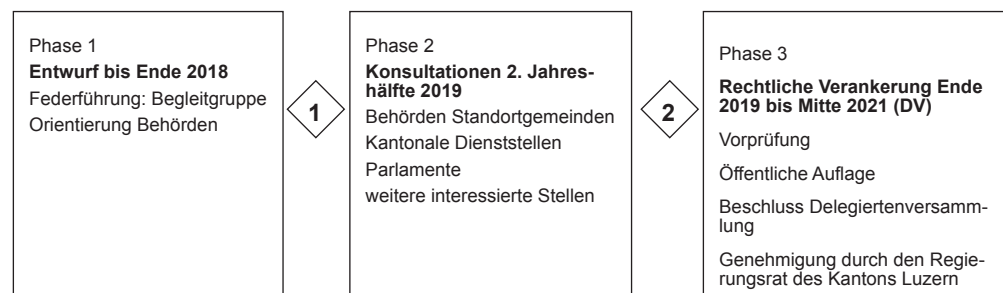 Phase 1
Entwurf bis Ende 2018
Federführung: Begleitgruppe
Orientierung Behörden
1
Phase 2
Konsultationen 2. Jahres-
hälfte 2019
Behörden Standortgemeinden
Kantonale Dienststellen
Parlamente
weitere interessierte Stellen
2
Phase 3
Rechtliche Verankerung Ende
2019 bis Mitte 2021 (DV)
Vorprüfung
Öffentliche Auflage
Beschluss Delegiertenversamm-
lung
Genehmigung durch den Regie-
rungsrat des Kantons Luzern